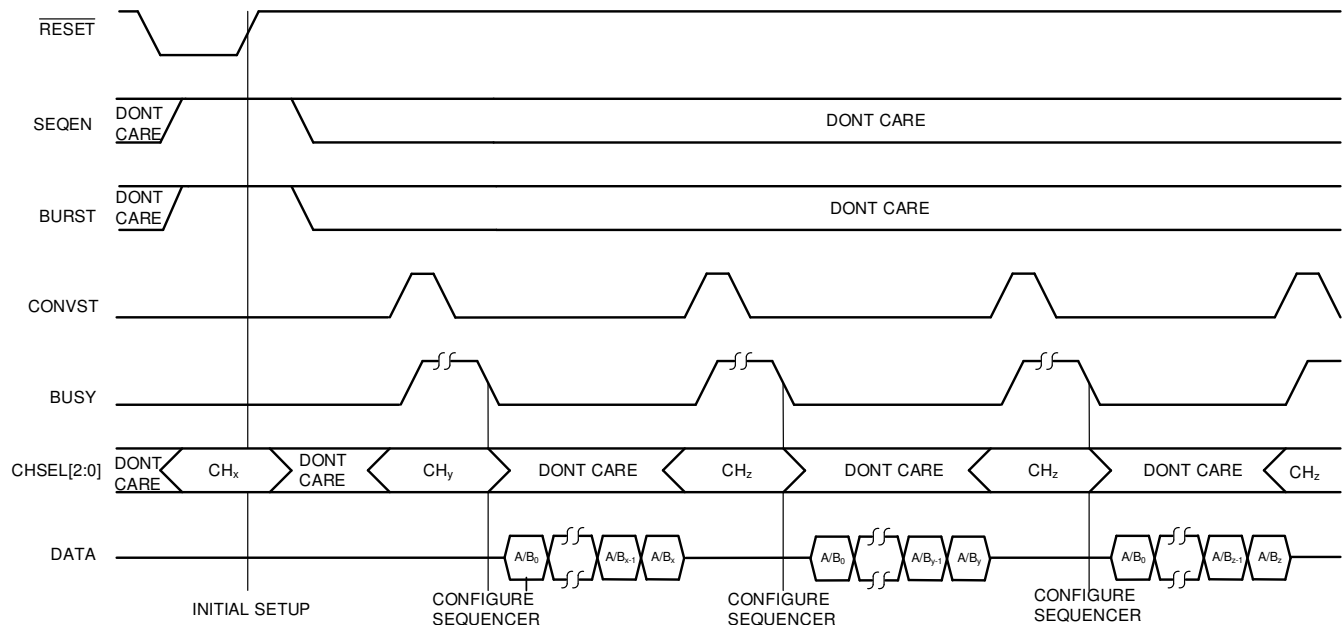 RESET
DONT
CARE
SEQEN
DONT CARE
DONT
CARE
BURST
DONT CARE
CONVST
BUSY
CHSEL[2:0]
DONT
CARE
CHx
DONT
CARE
CHy
DONT CARE
CHz
DONT CARE
CHz
DONT CARE
CHz
DATA
A/B0
A/Bx-1
A/Bx
A/B0
A/By-1
A/By
A/B0
A/Bz-1
A/Bz
INITIAL SETUP
CONFIGURE
SEQUENCER
CONFIGURE
SEQUENCER
CONFIGURE
SEQUENCER